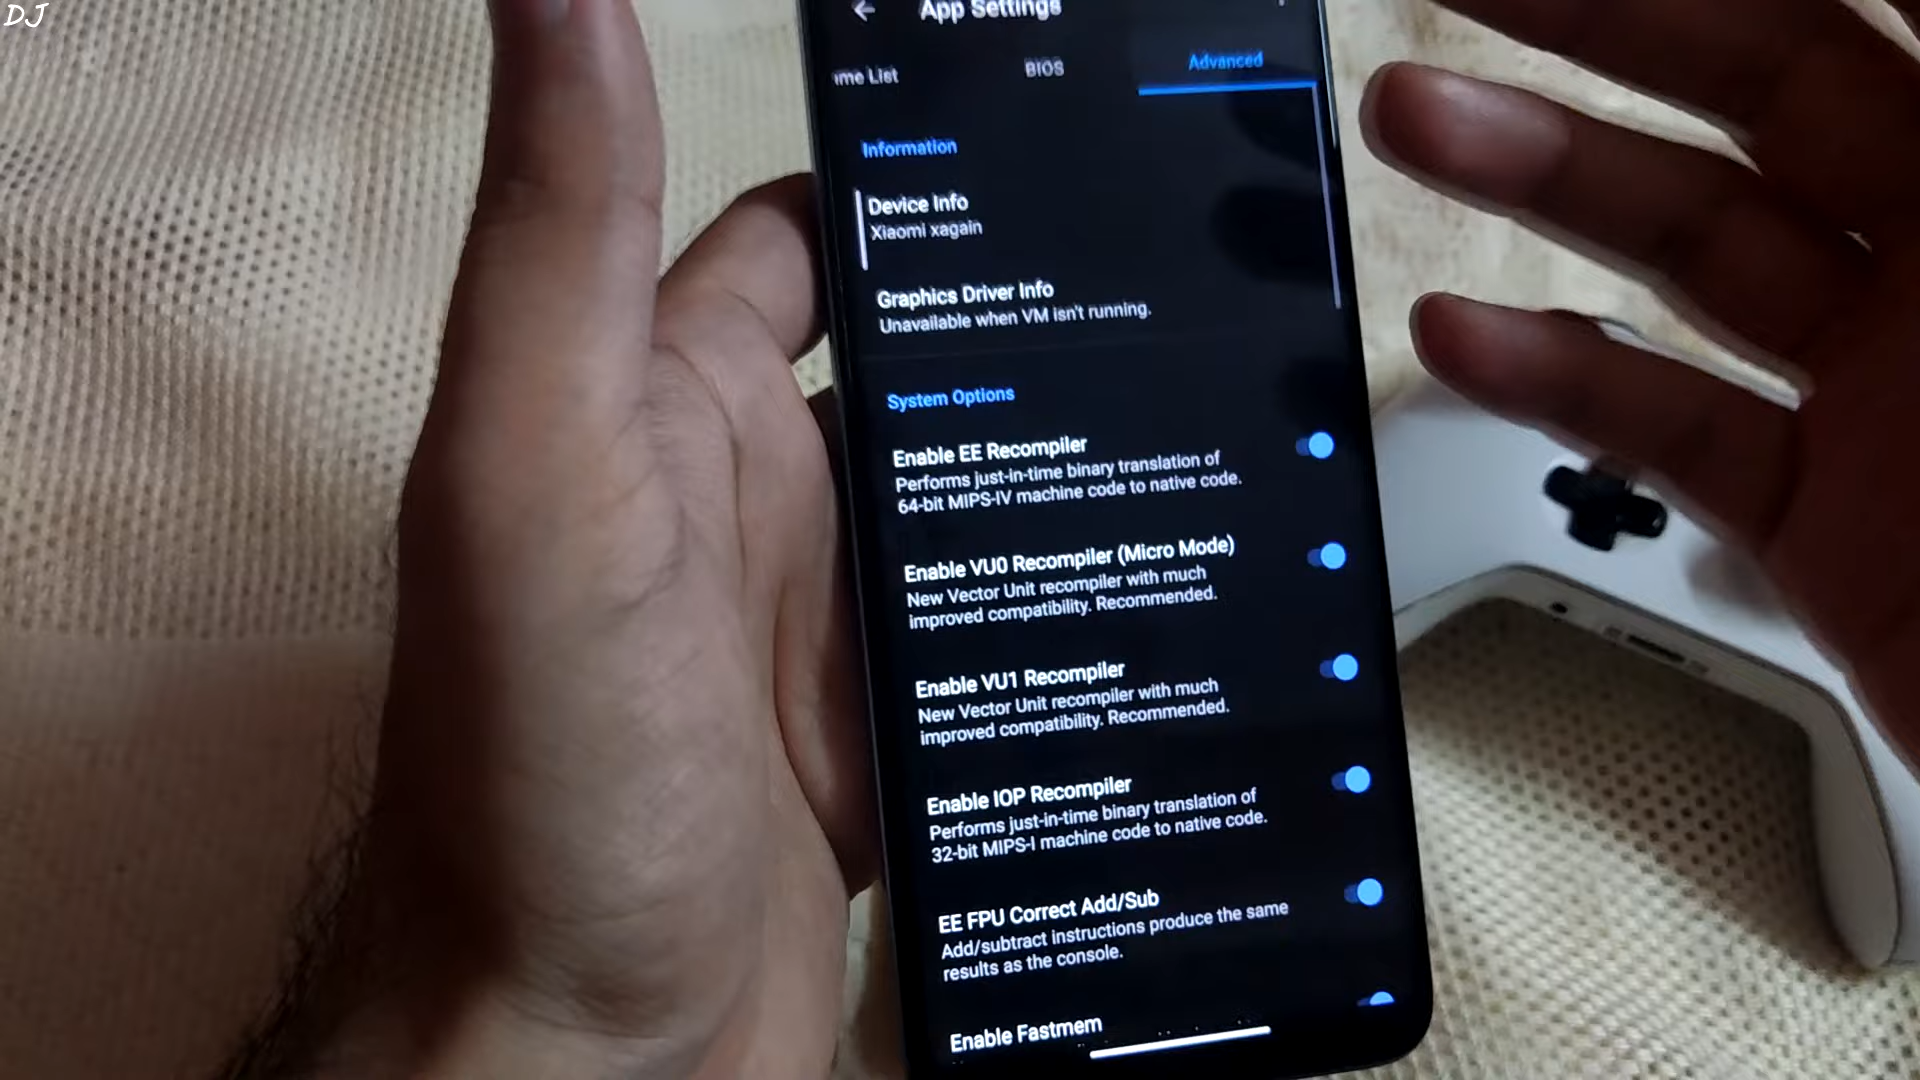 DJ
App Settings
ime List
BIOS
Advanced
Information
Device Info
Xiaomi xagain
Graphics Driver Info
Unavailable when VM isn't running.
System Options
Enable EE Recompiler
Performs just-in-time binary translation of
64-bit MIPS-IV machine code to native code.
Enable VU0 Recompiler (Micro Mode)
New Vector Unit recompiler with much
improved compatibility. Recommended.
Enable VU1 Recompiler
New Vector Unit recompiler with much
improved compatibility. Recommended.
Enable IOP Recompiler
Performs just-in-time binary translation of
32-bit MIPS-I machine code to native code.
EE FPU Correct Add/Sub
Add/subtract instructions produce the same
results as the console.
Enable Fastmem